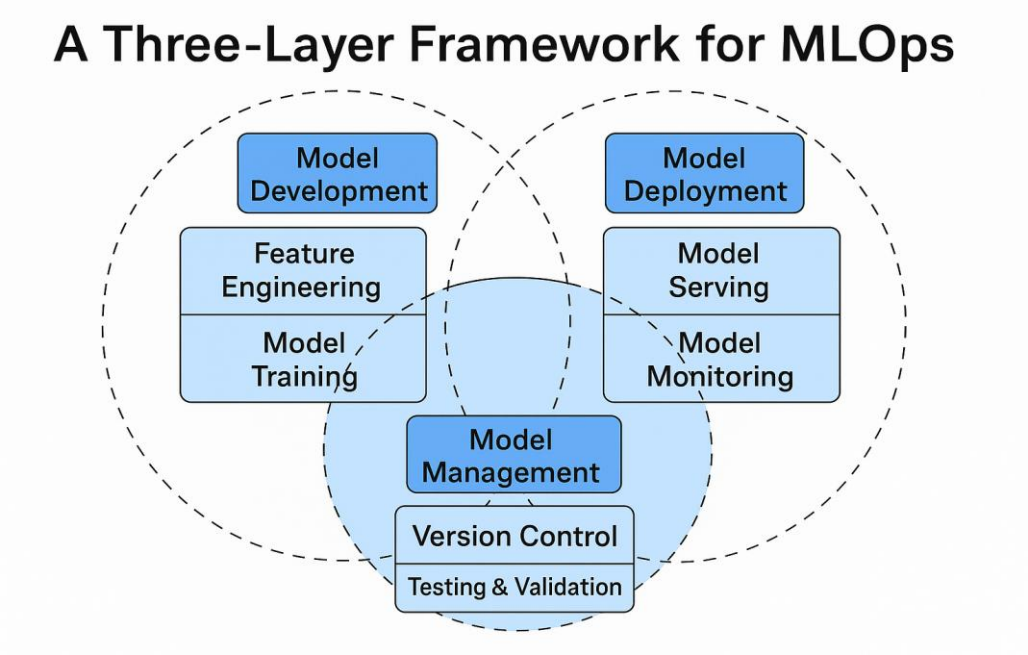 A Three-Layer Framework for MLOps
Model
Development
Feature
Engineering
Model
Training
Model
Deployment
Model
Serving
Model
Monitoring
Model
Management
Version Control
Testing & Validation